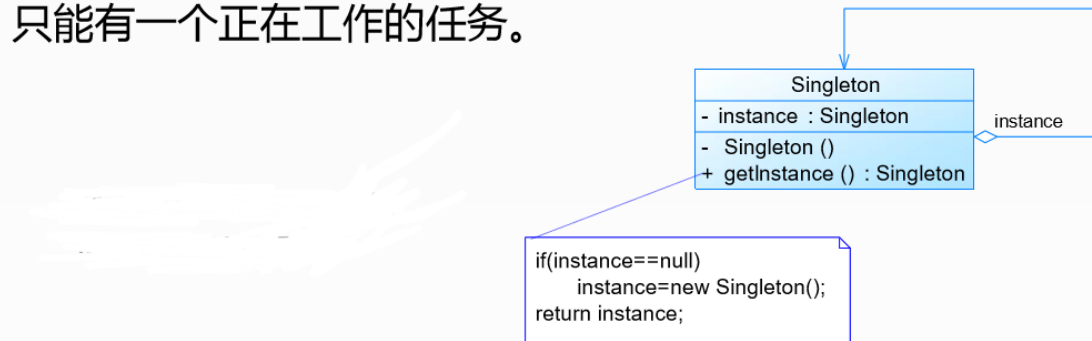 只能有一个正在工作的任务。
Singleton
- instance : Singleton
instance
- Singleton ()
+ getInstance () : Singleton
if(instance==null)
instance=new Singleton();
return instance;